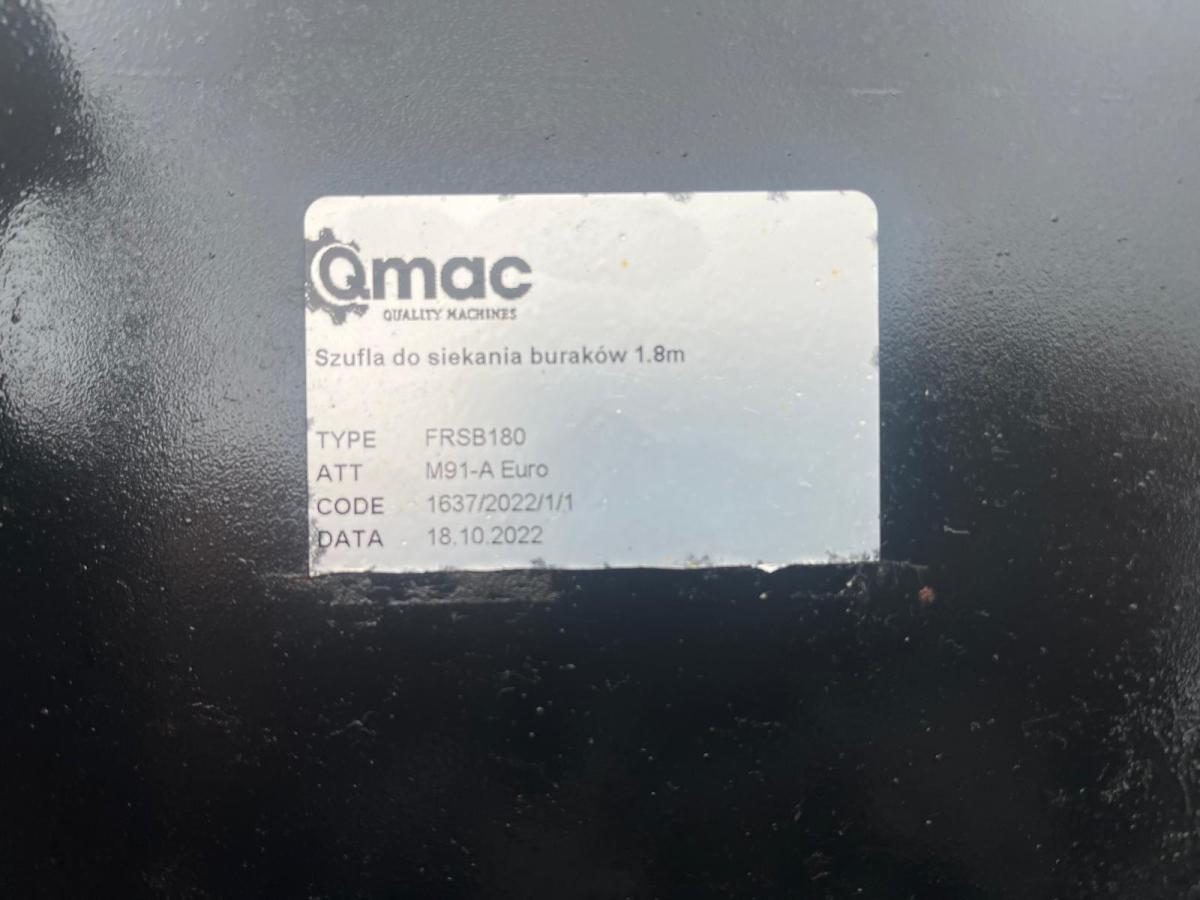 Qmac
QUALITY MACHINES
Szufla do siekania buraków 1.8m
TYPE FRSB180
ATT M91-A Euro
CODE 1637/2022/1/1
DATA 18.10.2022